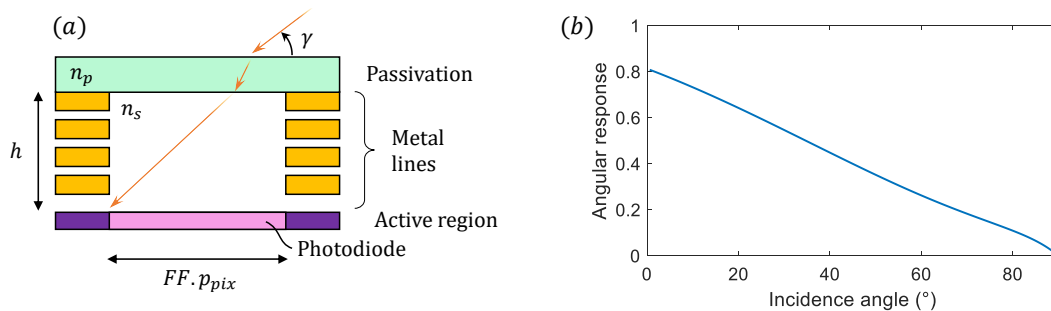 (a)
γ
n_p
Passivation
n_s
h
Metal
lines
Active region
Photodiode
FF.p_pix
(b)
Angular response
1
0.8
0.6
0.4
0.2
0
0 20 40 60 80
Incidence angle (°)